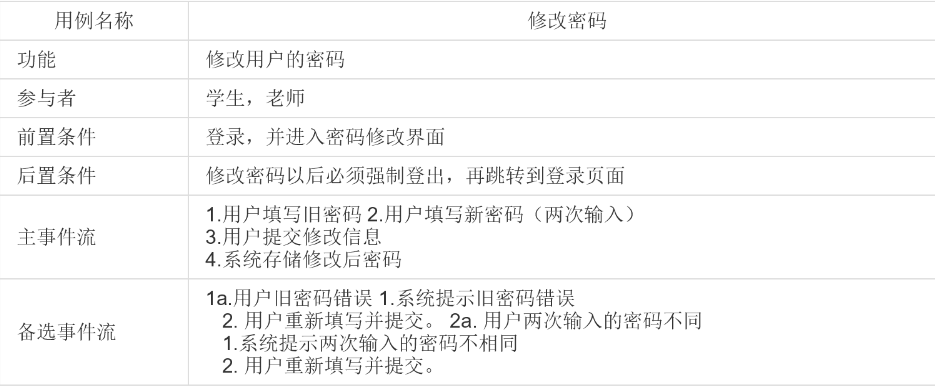 用例名称 修改密码
功能 修改用户的密码
参与者 学生，老师
前置条件 登录，并进入密码修改界面
后置条件 修改密码以后必须强制登出，再跳转到登录页面
主事件流
1.用户填写旧密码 2.用户填写新密码（两次输入）
3.用户提交修改信息
4.系统存储修改后密码
备选事件流
1a.用户旧密码错误 1.系统提示旧密码错误
2. 用户重新填写并提交。 2a. 用户两次输入的密码不同
1.系统提示两次输入的密码不相同
2. 用户重新填写并提交。